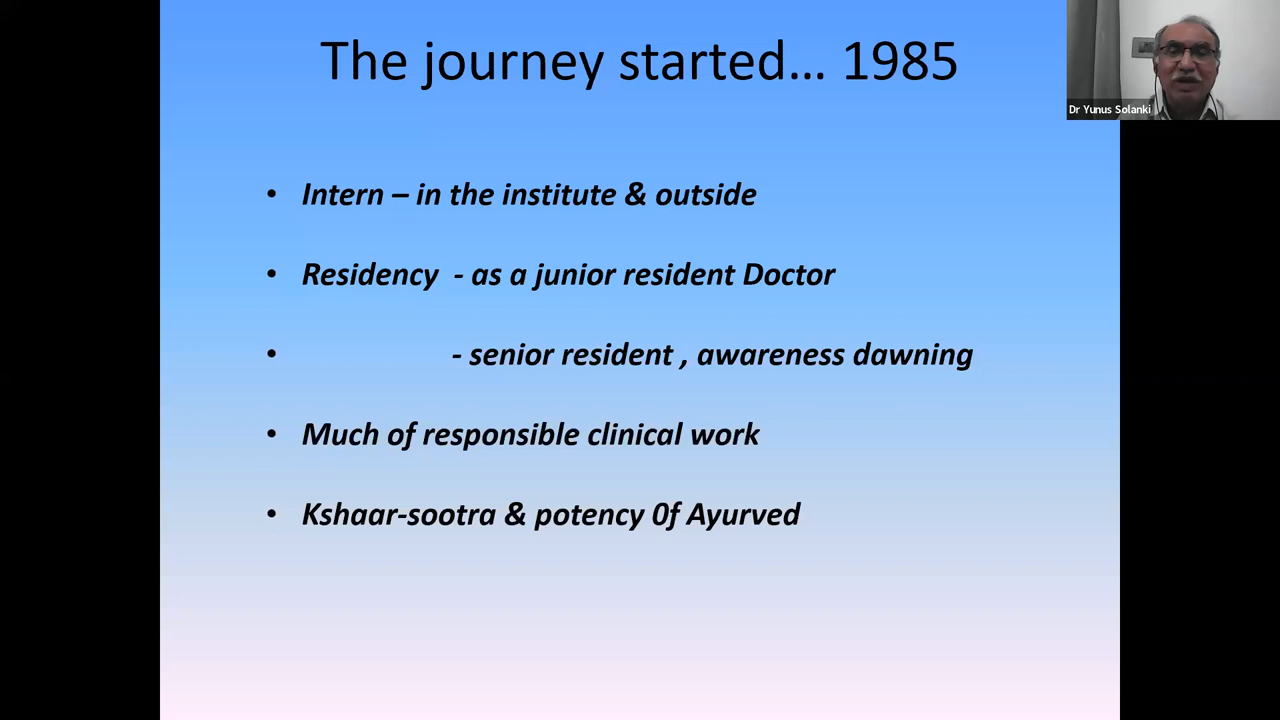 The journey started... 1985
Dr Yunus Solanki
• Intern – in the institute & outside
• Residency - as a junior resident Doctor
• - senior resident , awareness dawning
• Much of responsible clinical work
• Kshaar-sootra & potency 0f Ayurved